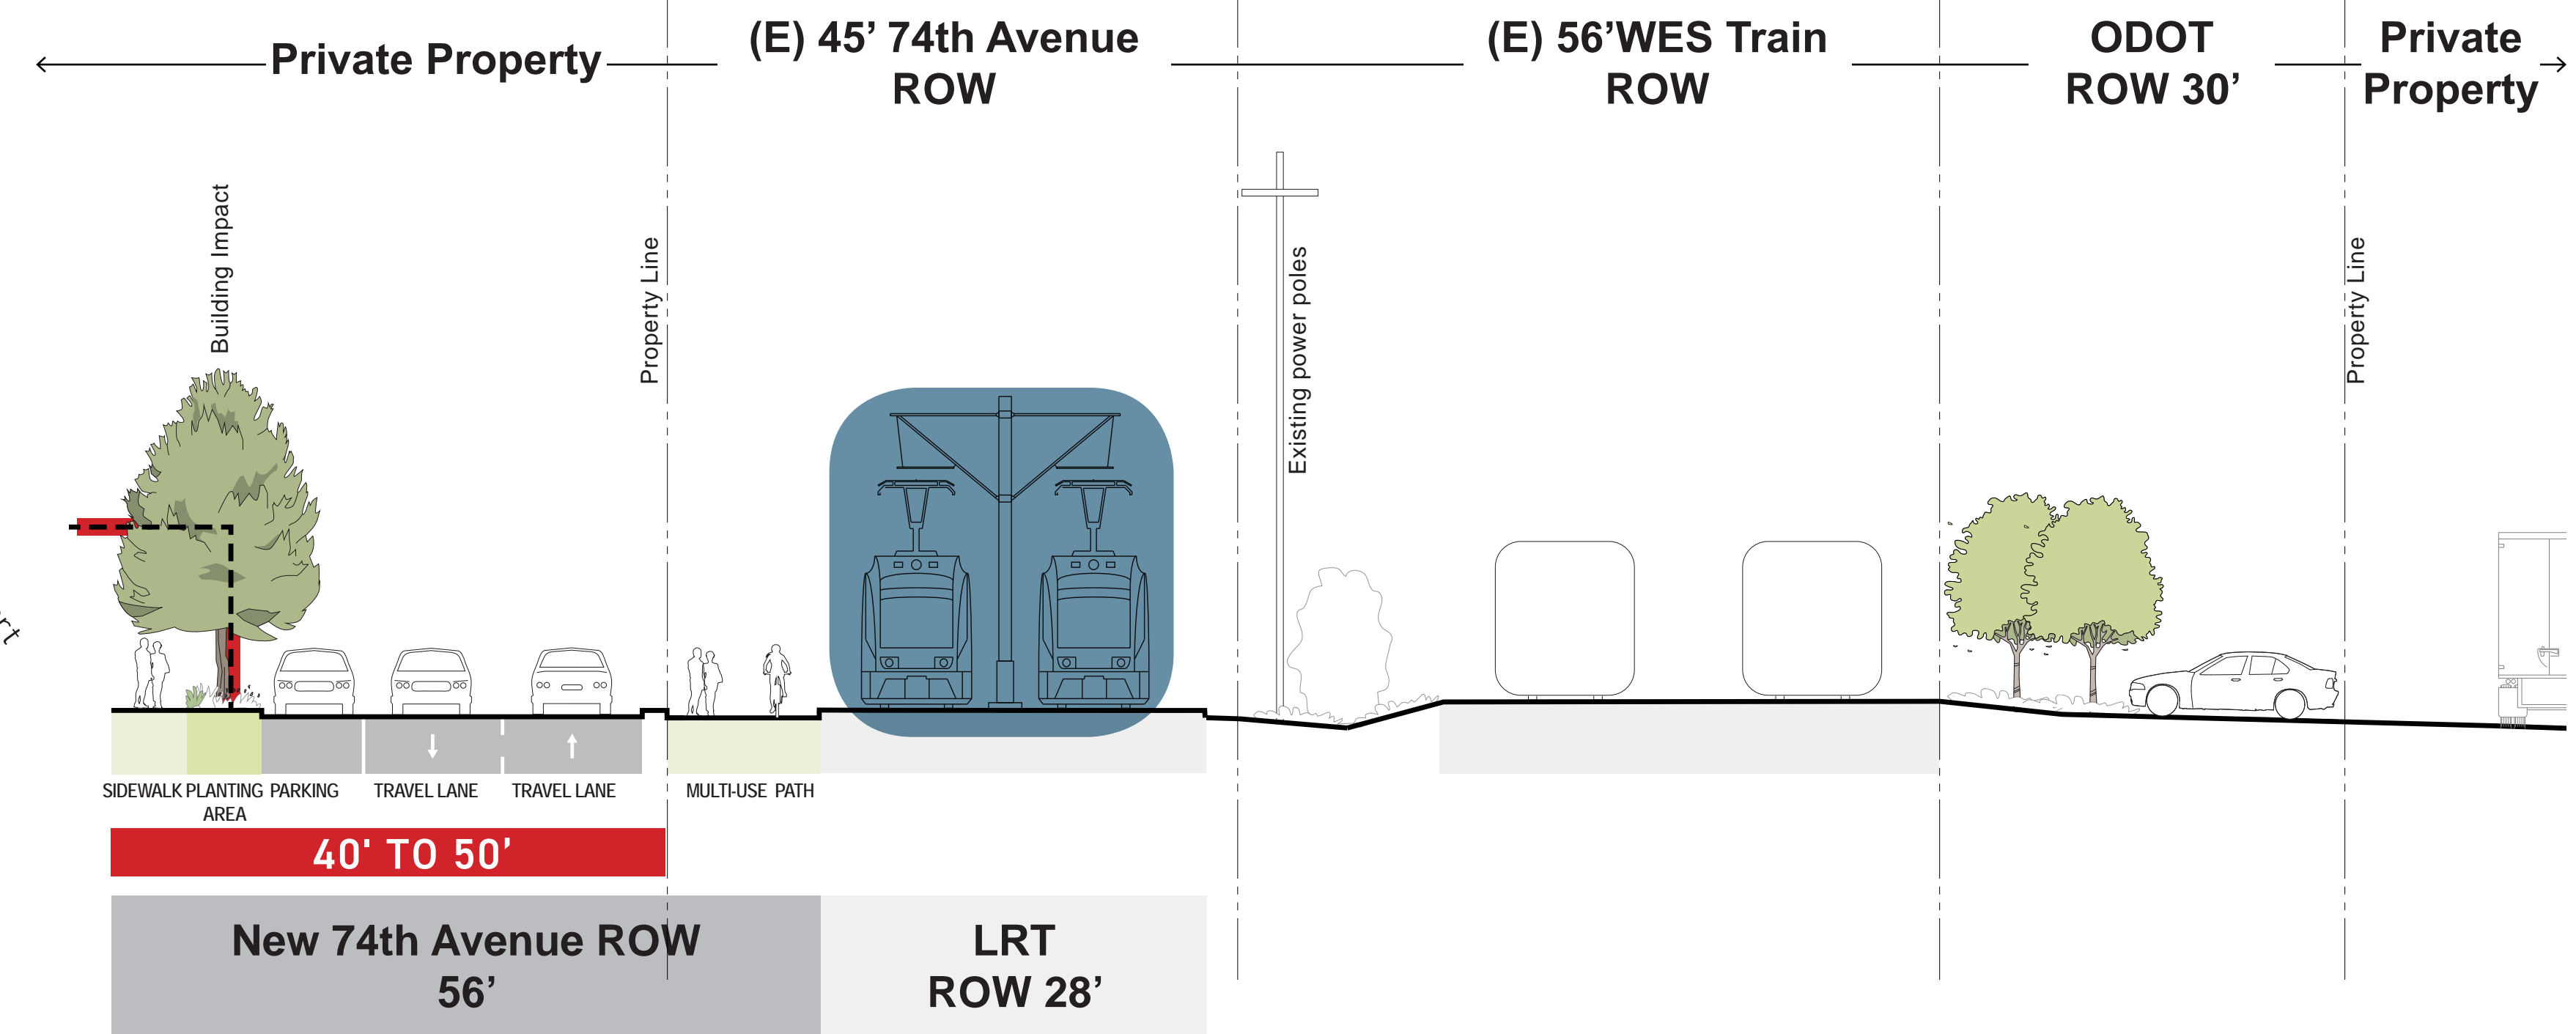 Private Property
(E) 45’ 74th Avenue
ROW
(E) 56’WES Train
ROW
ODOT
ROW 30’
Private
Property
Building Impact
Property Line
Existing power poles
Property Line
SIDEWALK
PLANTING
AREA
PARKING
TRAVEL LANE
TRAVEL LANE
MULTI-USE PATH
40' TO 50’
New 74th Avenue ROW
56’
LRT
ROW 28’